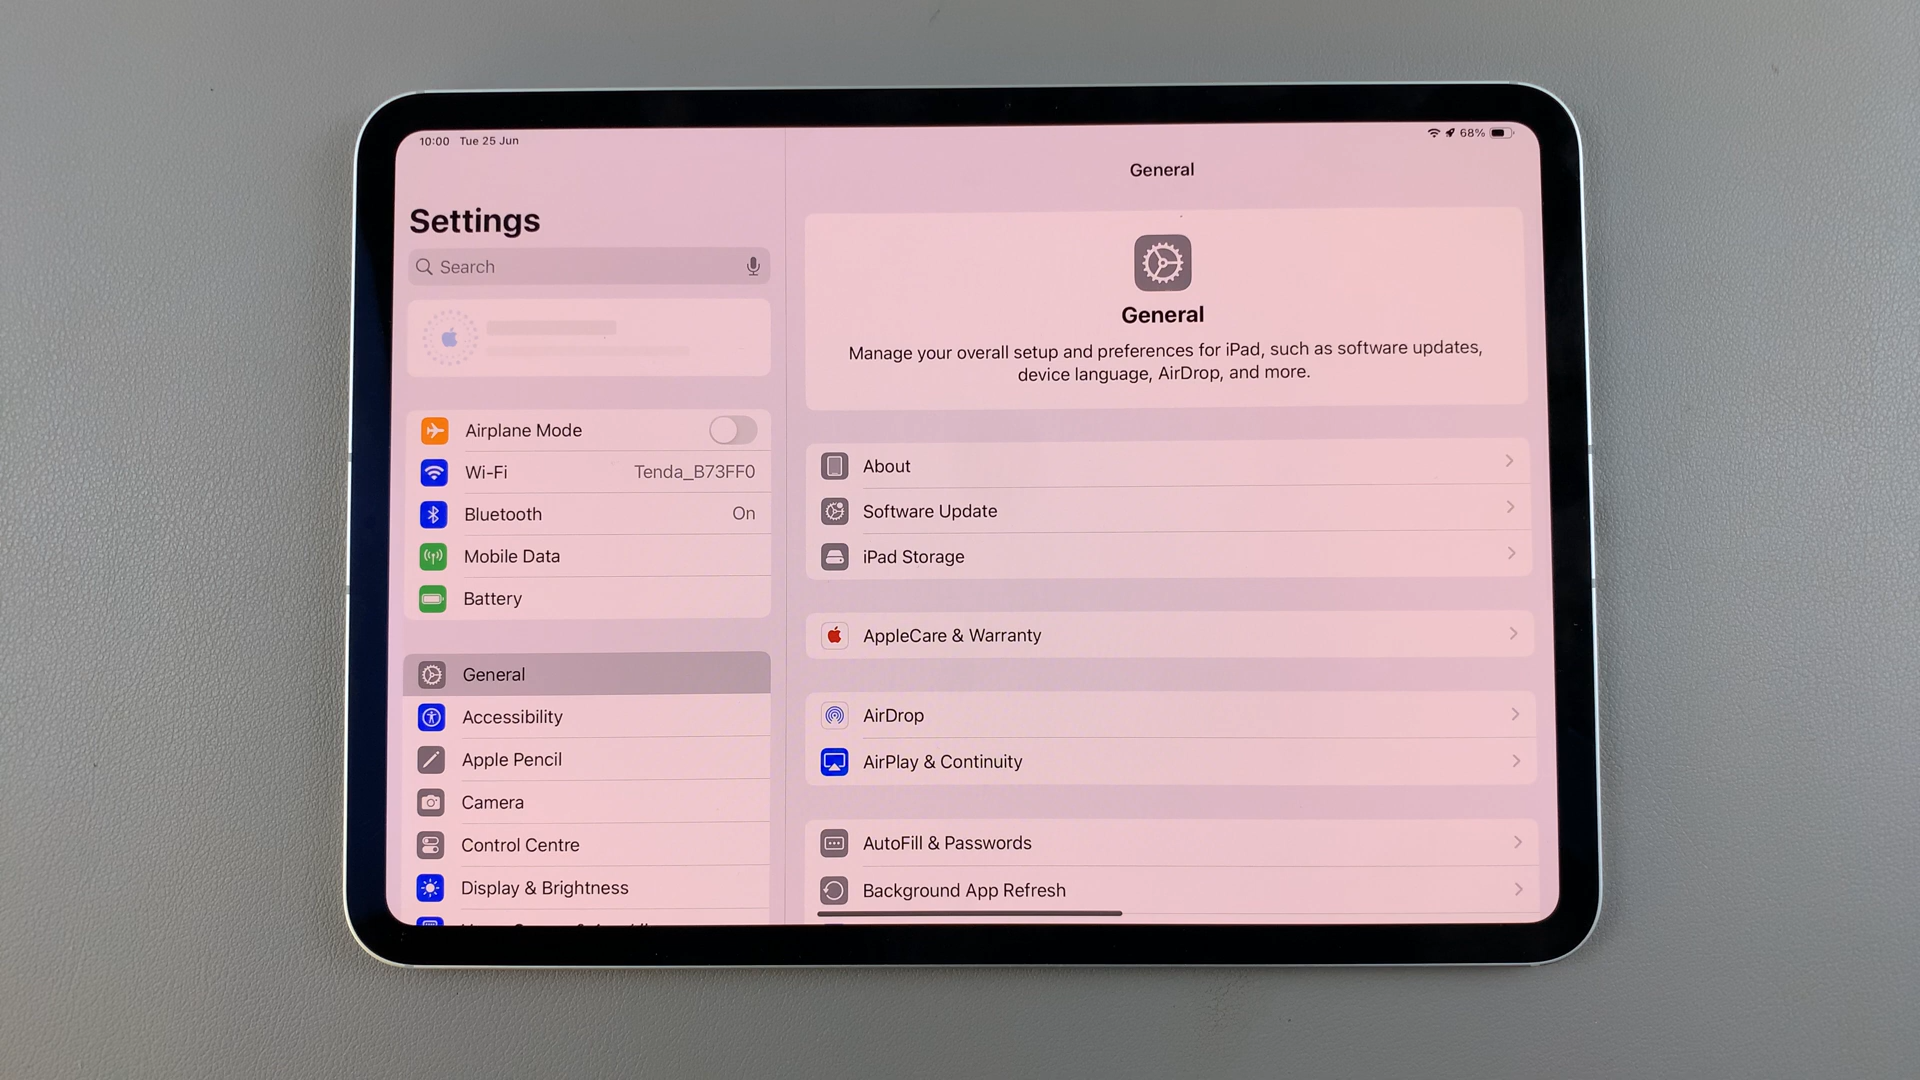 10:00 Tue 25 Jun
68%
Settings
Search
Airplane Mode
Wi-Fi Tenda_B73FF0
Bluetooth On
Mobile Data
Battery
General
Accessibility
Apple Pencil
Camera
Control Centre
Display & Brightness
General
General
Manage your overall setup and preferences for iPad, such as software updates,
device language, AirDrop, and more.
About
Software Update
iPad Storage
AppleCare & Warranty
AirDrop
AirPlay & Continuity
AutoFill & Passwords
Background App Refresh